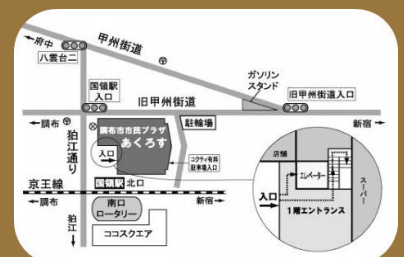 ←府中
甲州街道
八雲台二
国領駅
入口
ガソリン
スタンド
旧甲州街道入口
旧甲州街道
←調布
新宿→
狛江通り
調布市市民プラザ
あくろす
入口
駐輪場
コクティ有料
駐車場入口
京王線
国領駅 北口
←調布
新宿→
狛江
南口
ロータリー
ココスクエア
店舗
エレベーター
スーパー
入口
1階エントランス